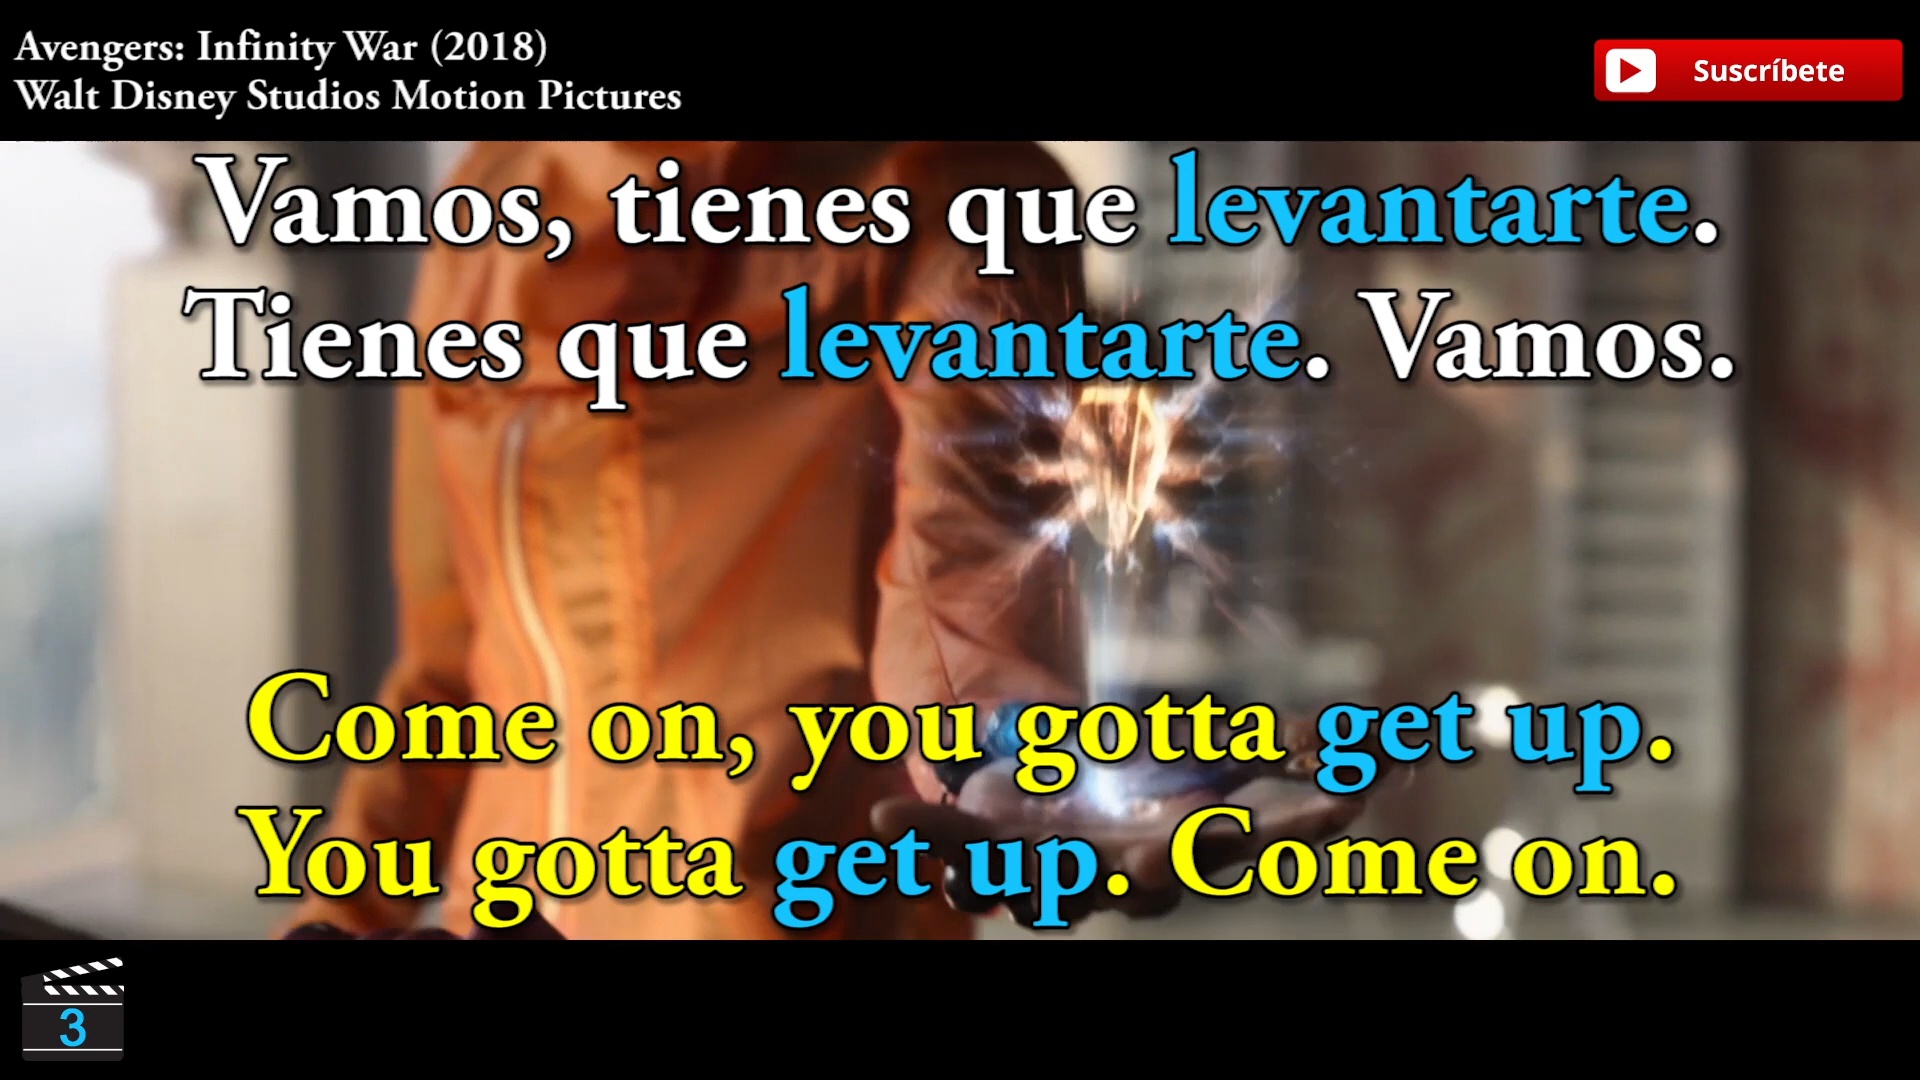 Avengers: Infinity War (2018)
Walt Disney Studios Motion Pictures
Suscríbete
Vamos, tienes que levantarte.
Tienes que levantarte. Vamos.
Come on, you gotta get up.
You gotta get up. Come on.
3